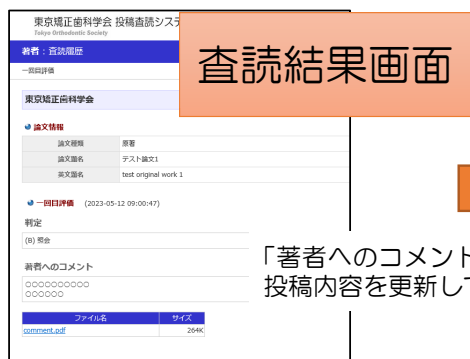 東京矯正歯科学会 投稿査読システ
Tokyo Orthodontic Society
査読結果画面
著者：査読履歴
一回目評価
東京矯正歯科学会
論文情報
論文種類 原著
論文題名 テスト論文1
英文題名 test original work 1
一回目評価 (2023-05-12 09:00:47)
判定
(B) 照会
著者へのコメント
○○○○○○○○○○
○○○○○○
ファイル名 サイズ
comment.pdf 264K
「著者へのコメント
投稿内容を更新して